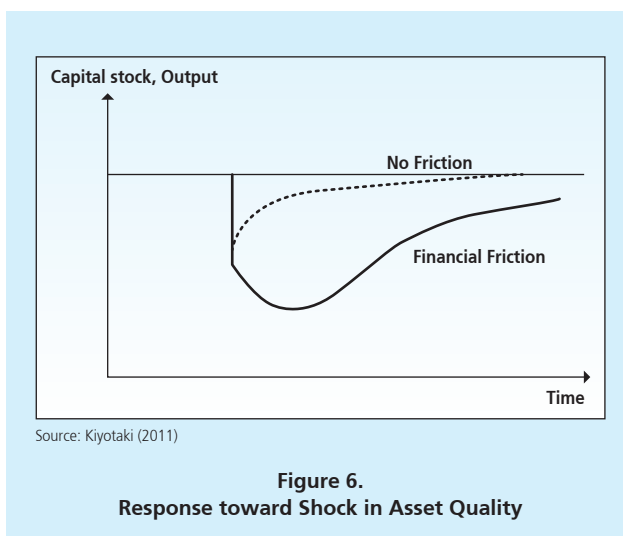 Capital stock, Output
No Friction
Financial Friction
Time
Source: Kiyotaki (2011)
Figure 6.
Response toward Shock in Asset Quality